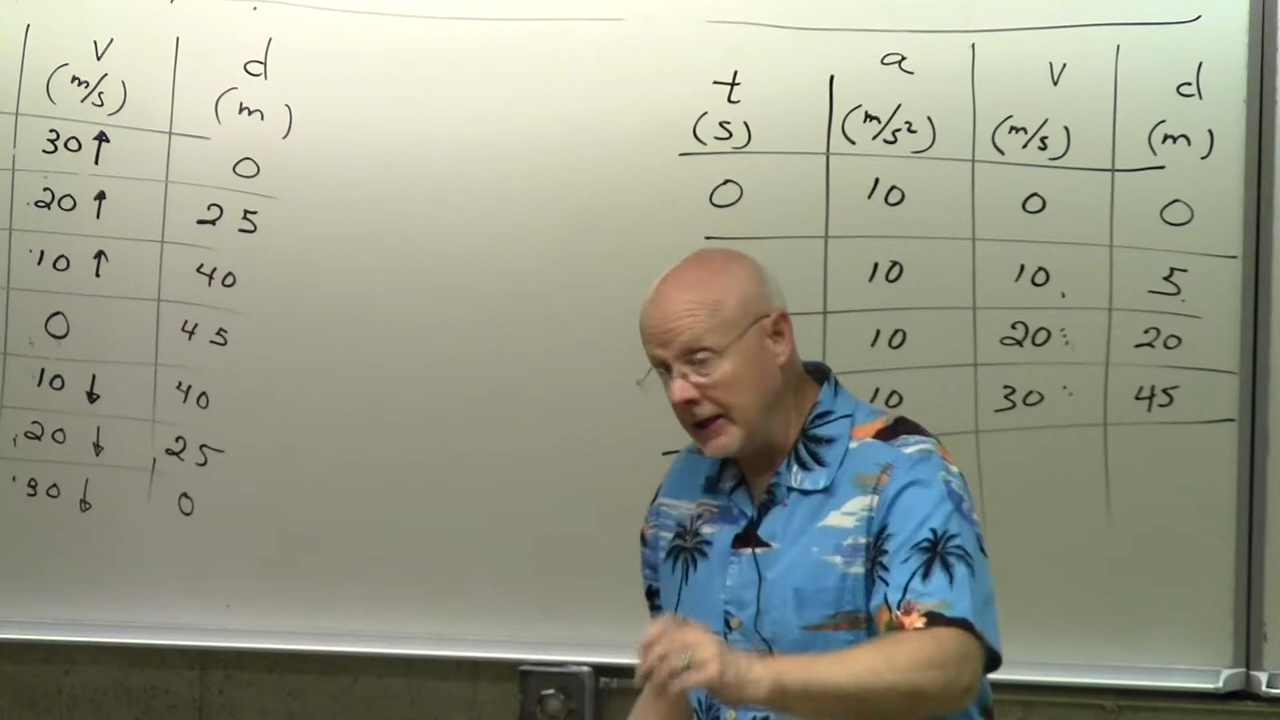 v d
(m/s) (m)
30↑ 0
20↑ 25
10↑ 40
0 45
10↓ 40
20↓ 25
30↓ 0
t a v d
(s) (m/s²) (m/s) (m)
0 10 0 0
10 10 5
10 20 20
10 30 45